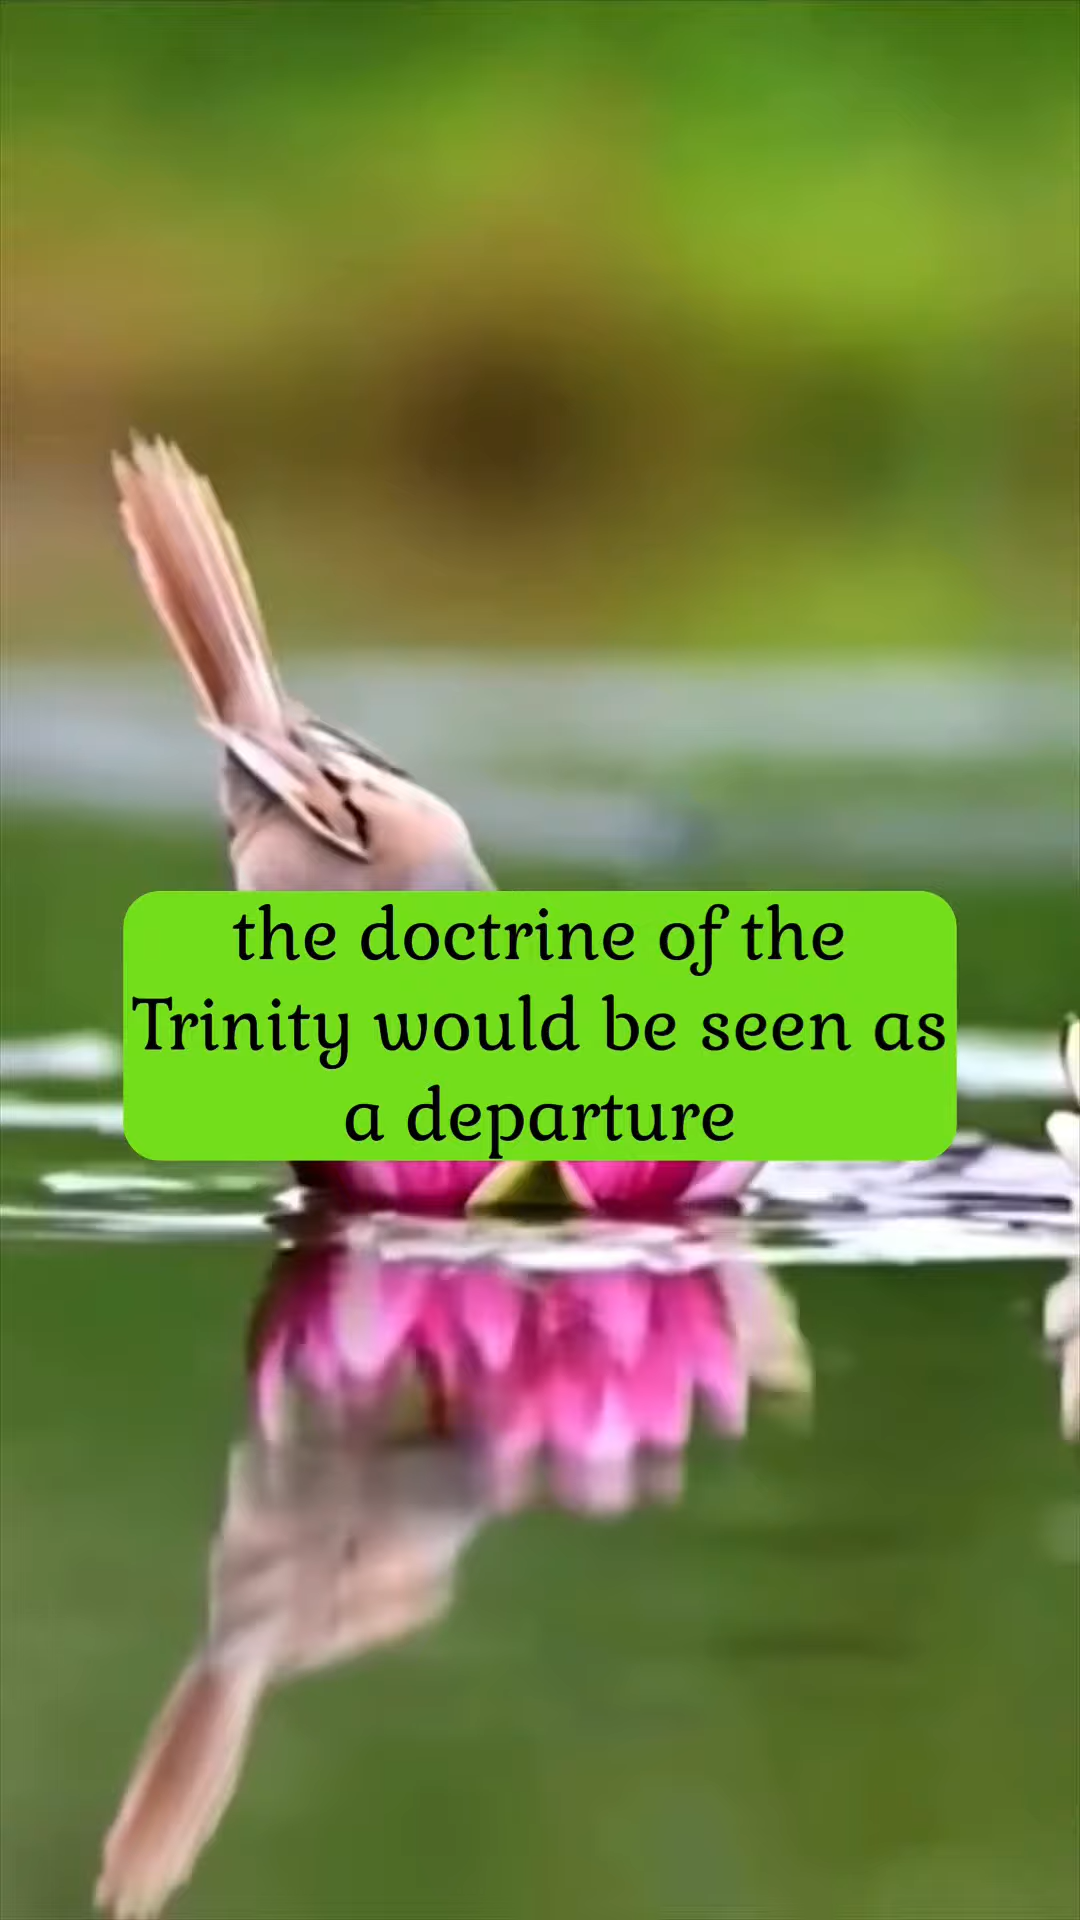 the doctrine of the
Trinity would be seen as
a departure